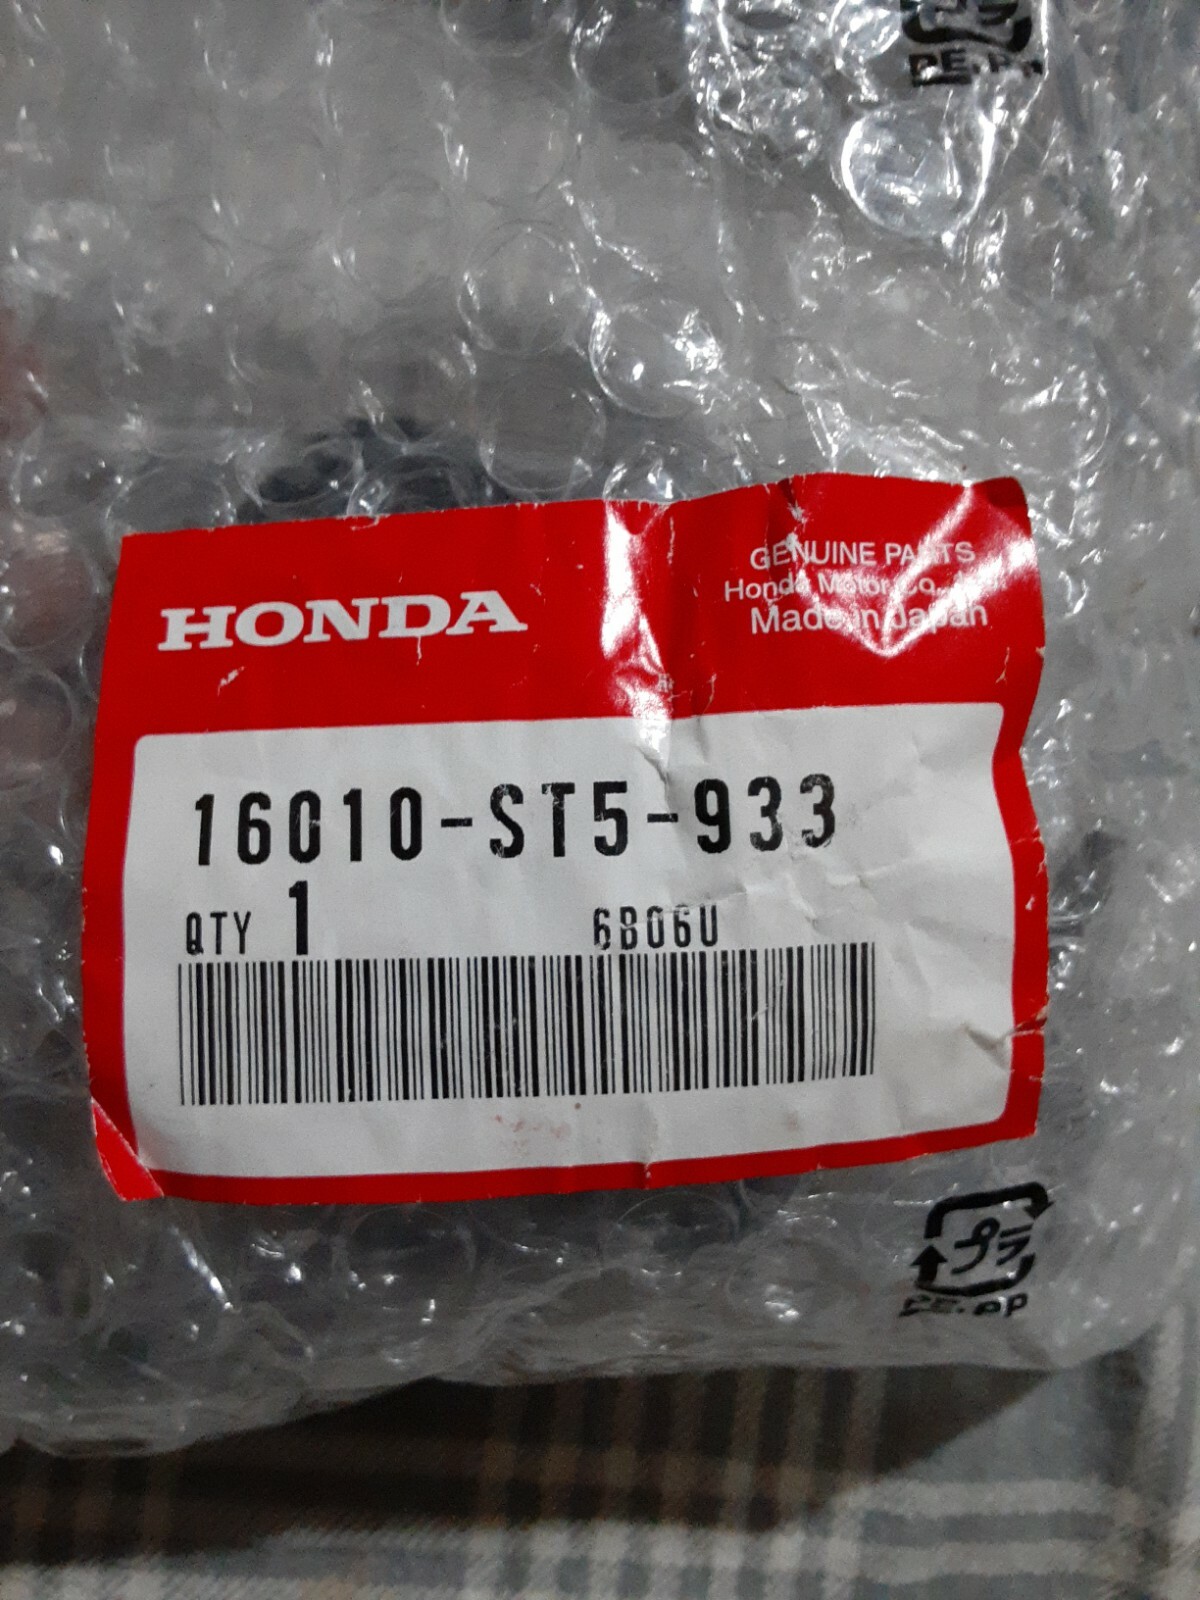 PE.P
HONDA
GENUINE PARTS
Honda Motor Co.,
Made in Japan
16010-ST5-933
QTY 1
6B06U
プラ
PE.PP